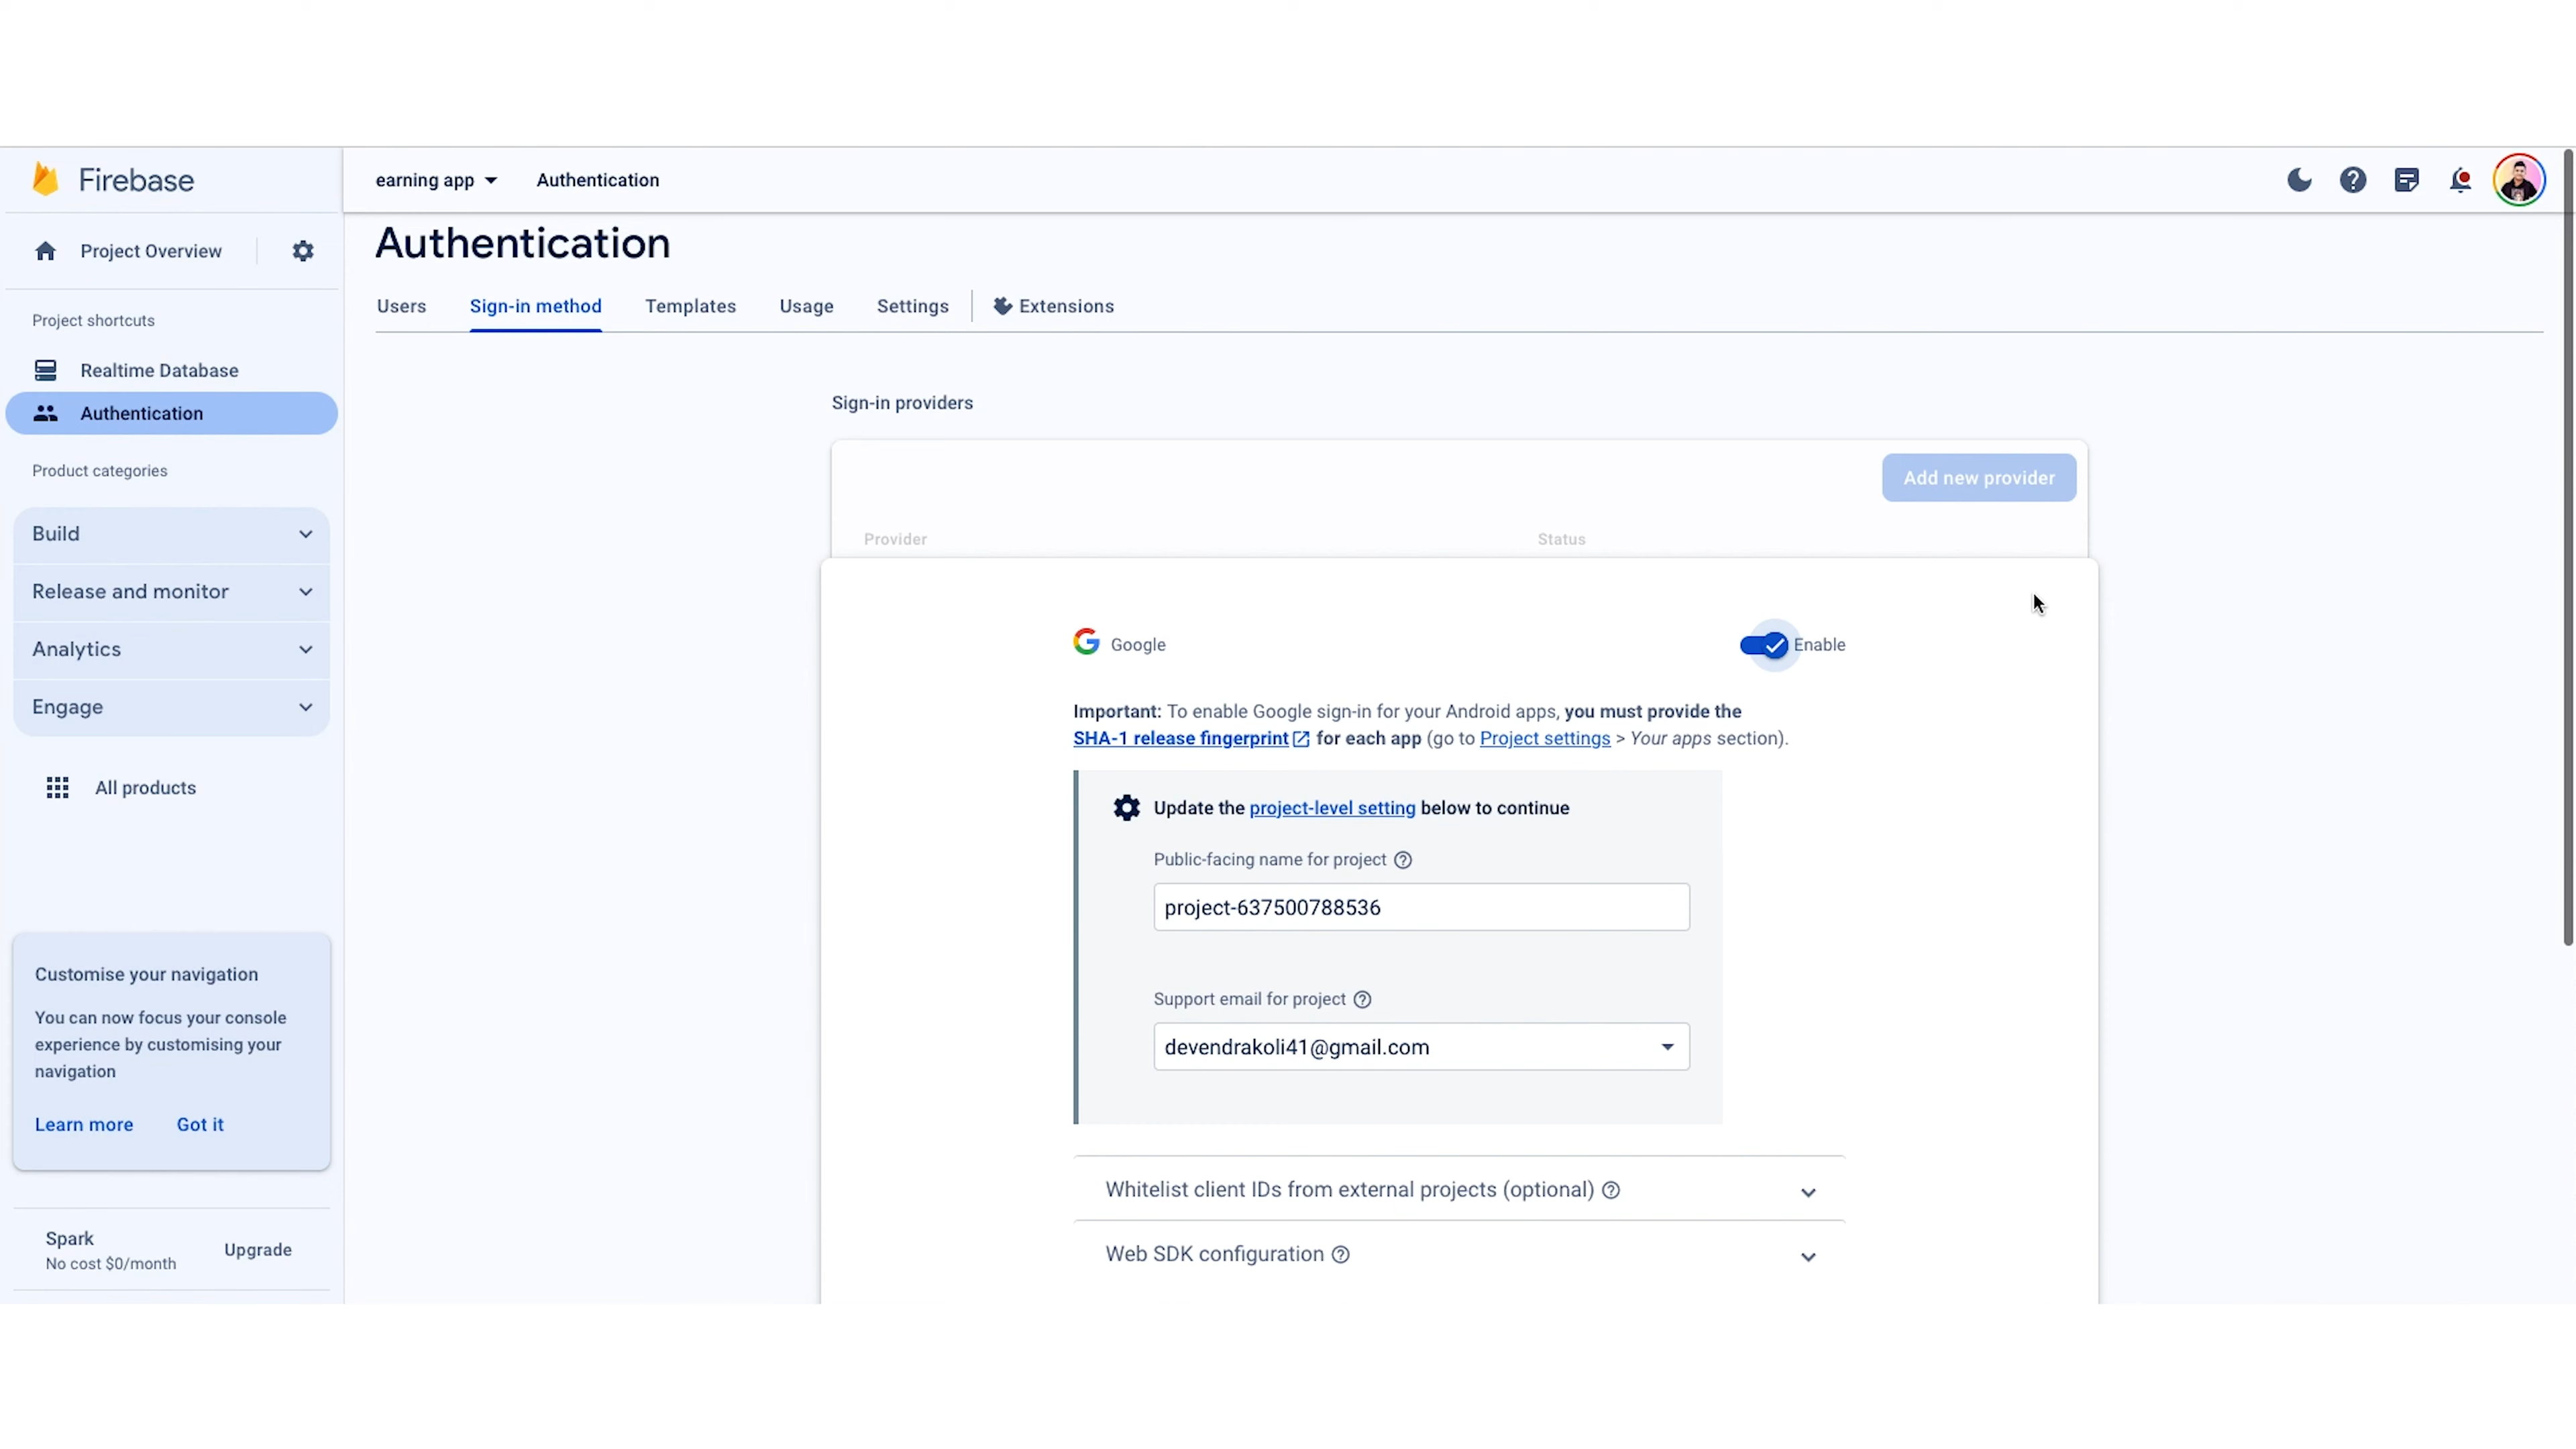 Firebase
earning app
Authentication
Project Overview
Project shortcuts
Realtime Database
Authentication
Product categories
Build
Release and monitor
Analytics
Engage
All products
Customise your navigation
You can now focus your console
experience by customising your
navigation
Learn more Got it
Spark
No cost $0/month
Upgrade
Authentication
Users Sign-in method Templates Usage Settings Extensions
Sign-in providers
Add new provider
Provider Status
Google Enable
Important: To enable Google sign-in for your Android apps, you must provide the
SHA-1 release fingerprint for each app (go to Project settings > Your apps section).
Update the project-level setting below to continue
Public-facing name for project
project-637500788536
Support email for project
devendrakoli41@gmail.com
Whitelist client IDs from external projects (optional)
Web SDK configuration